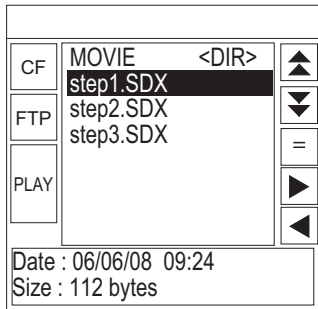 CF
FTP
PLAY
MOVIE <DIR>
step1.SDX
step2.SDX
step3.SDX
=
Date : 06/06/08 09:24
Size : 112 bytes